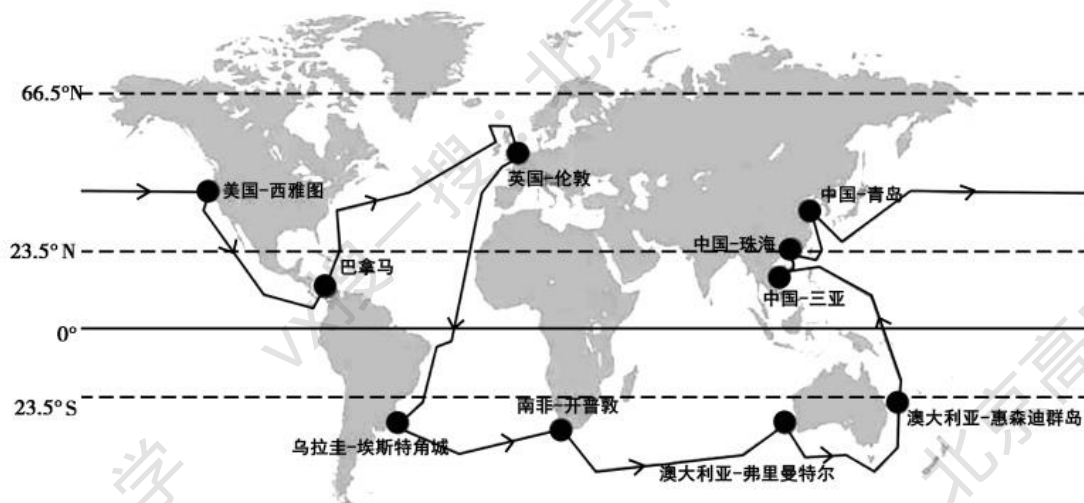 66.5°N
美国-西雅图
英国-伦敦
中国-青岛
23.5°N
中国-珠海
巴拿马
中国-三亚
0°
23.5°S
南非-开普敦
澳大利亚-惠森迪群岛
乌拉圭-埃斯特角城
澳大利亚-弗里曼特尔